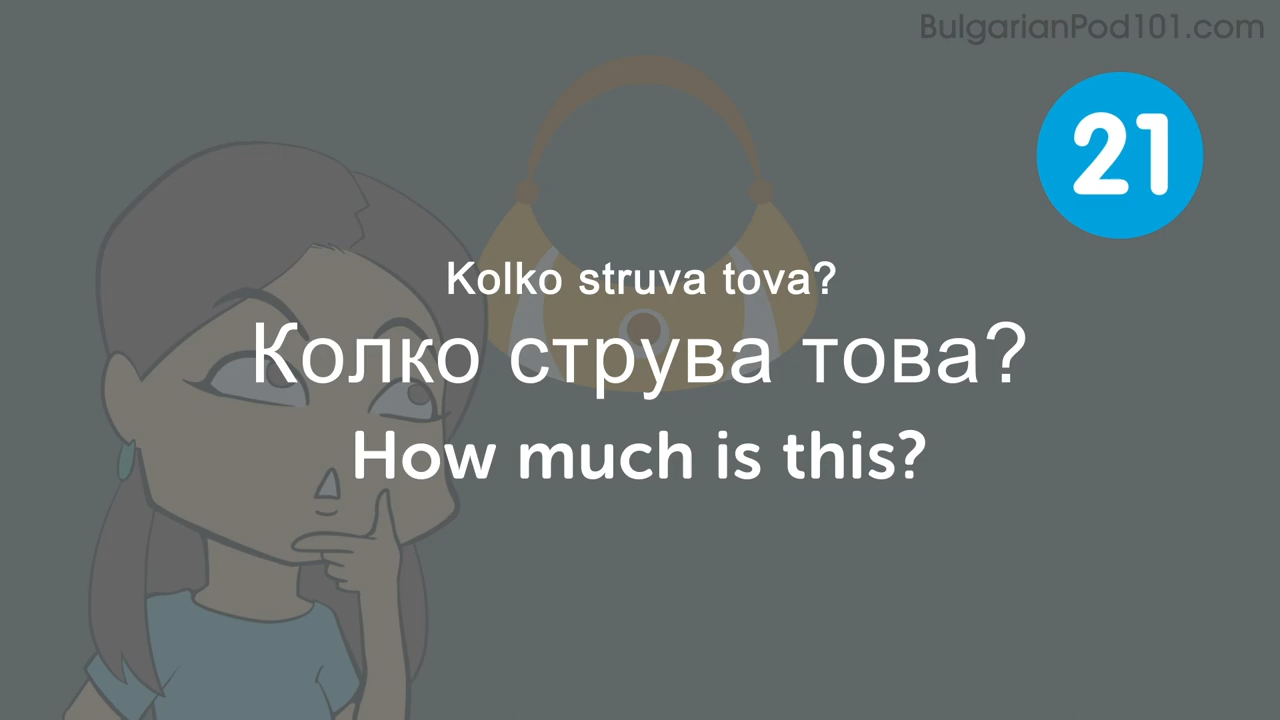 BulgarianPod101.com
21
Kolko struva tova?
Колко струва това?
How much is this?